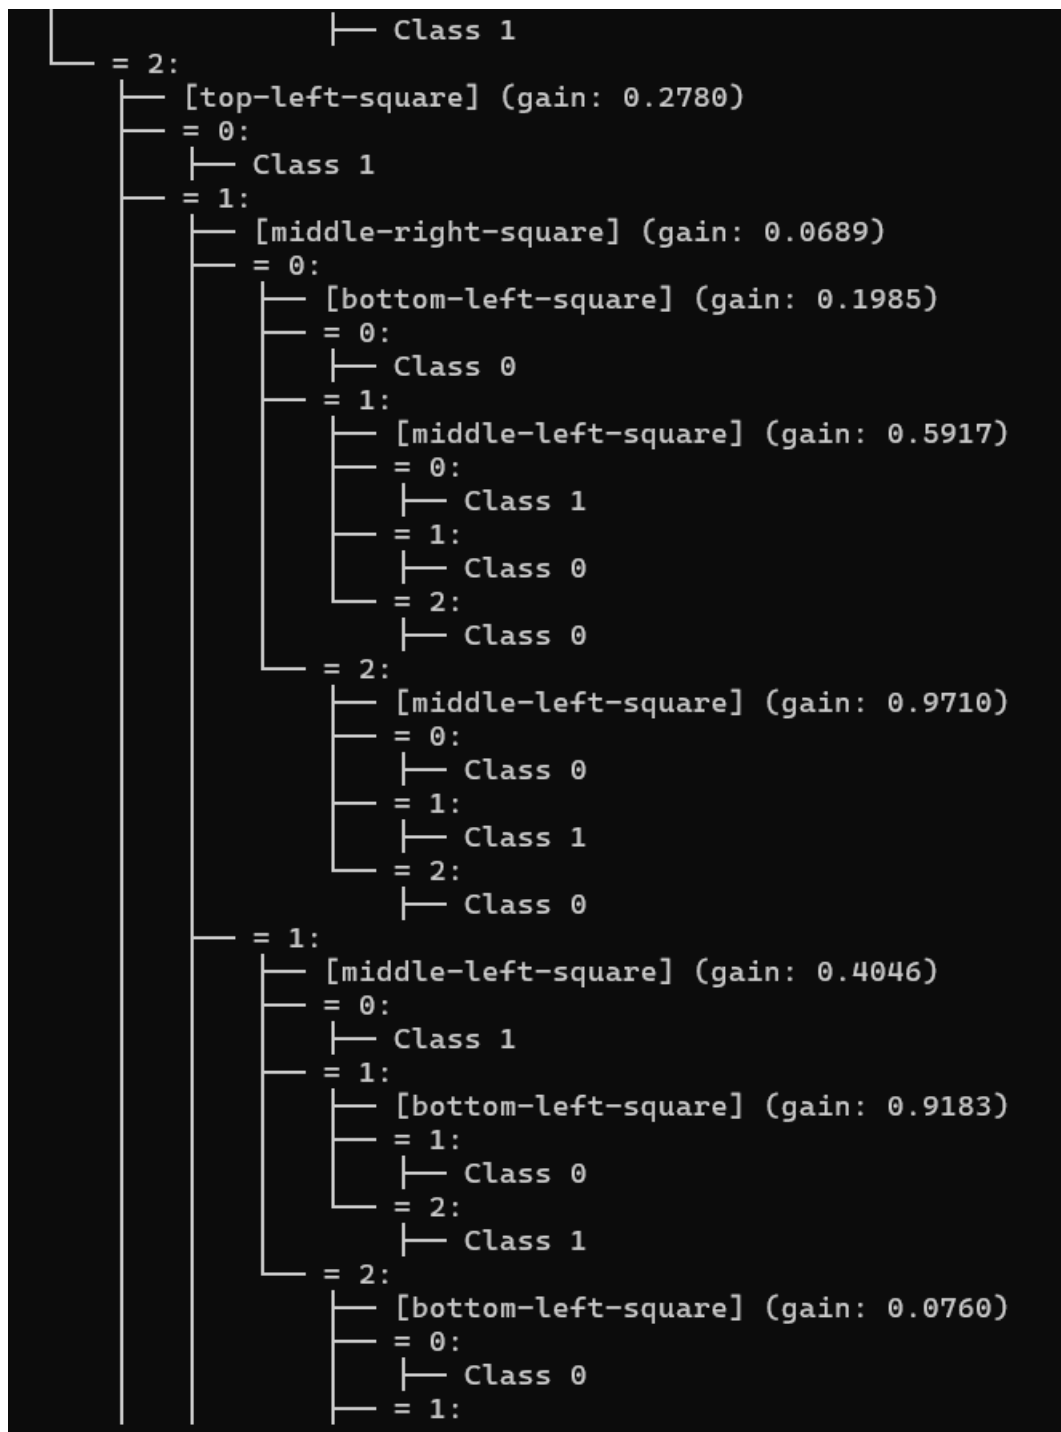 ├── Class 1
└── = 2:
├── [top-left-square] (gain: 0.2780)
├── = 0:
├── Class 1
├── = 1:
├── [middle-right-square] (gain: 0.0689)
├── = 0:
├── [bottom-left-square] (gain: 0.1985)
├── = 0:
├── Class 0
├── = 1:
├── [middle-left-square] (gain: 0.5917)
├── = 0:
├── Class 1
├── = 1:
├── Class 0
└── = 2:
├── Class 0
└── = 2:
├── [middle-left-square] (gain: 0.9710)
├── = 0:
├── Class 0
├── = 1:
├── Class 1
└── = 2:
├── Class 0
├── = 1:
├── [middle-left-square] (gain: 0.4046)
├── = 0:
├── Class 1
├── = 1:
├── [bottom-left-square] (gain: 0.9183)
├── = 1:
├── Class 0
└── = 2:
├── Class 1
└── = 2:
├── [bottom-left-square] (gain: 0.0760)
├── = 0:
├── Class 0
├── = 1: